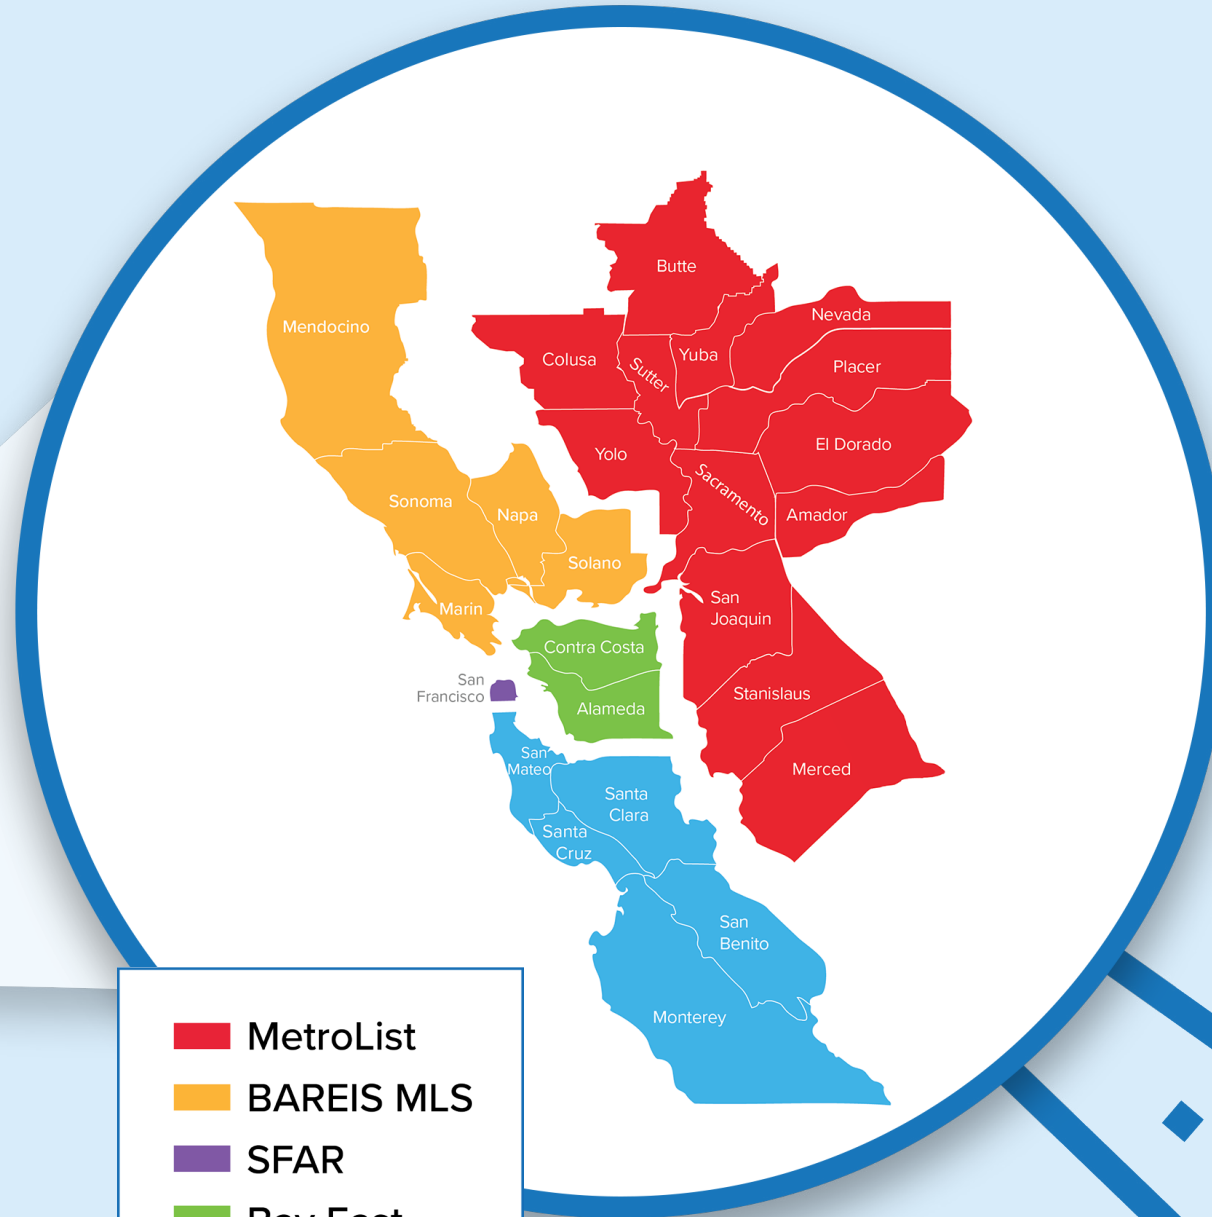 Butte
Nevada
Mendocino
Colusa
Sutter
Yuba
Placer
El Dorado
Yolo
Sacramento
Sonoma
Napa
Amador
Solano
San
Joaquin
Marin
Contra Costa
San
Francisco
Stanislaus
Alameda
San
Mateo
Merced
Santa
Clara
Santa
Cruz
San
Benito
Monterey
MetroList
BAREIS MLS
SFAR
Bay East